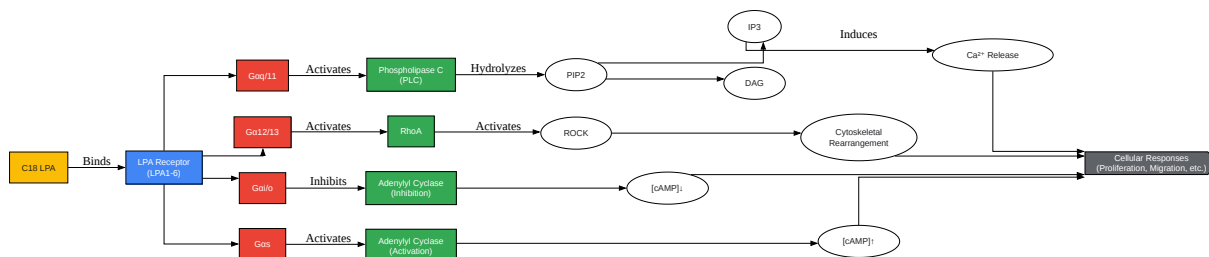 IP3
Induces
Ca²⁺ Release
Gαq/11
Activates
Phospholipase C
(PLC)
Hydrolyzes
PIP2
DAG
Gα12/13
Activates
RhoA
Activates
ROCK
Cytoskeletal
Rearrangement
C18 LPA
Binds
LPA Receptor
(LPA1-6)
Cellular Responses
(Proliferation, Migration, etc.)
Gαi/o
Inhibits
Adenylyl Cyclase
(Inhibition)
[cAMP]↓
Gαs
Activates
Adenylyl Cyclase
(Activation)
[cAMP]↑